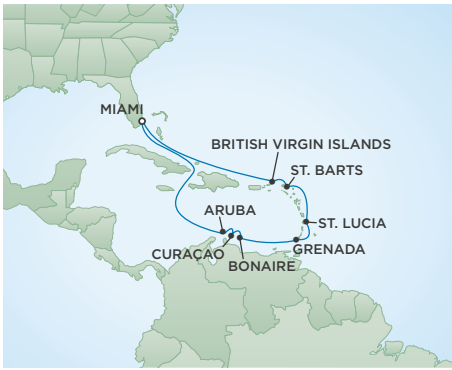 MIAMI
BRITISH VIRGIN ISLANDS
ST. BARTS
ARUBA
ST. LUCIA
CURAÇAO
GRENADA
BONAIRE